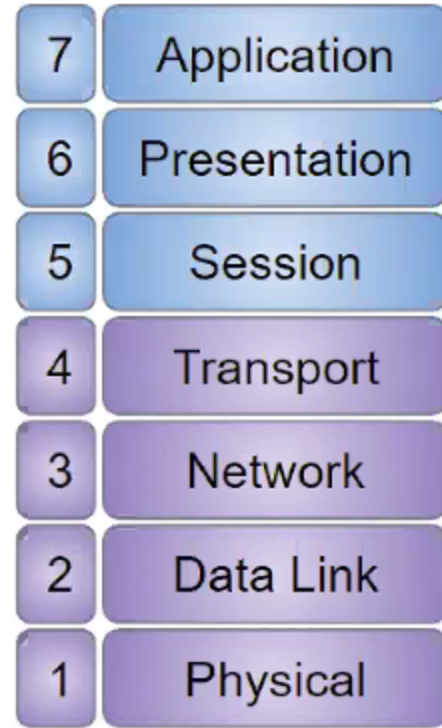 7 Application
6 Presentation
5 Session
4 Transport
3 Network
2 Data Link
1 Physical